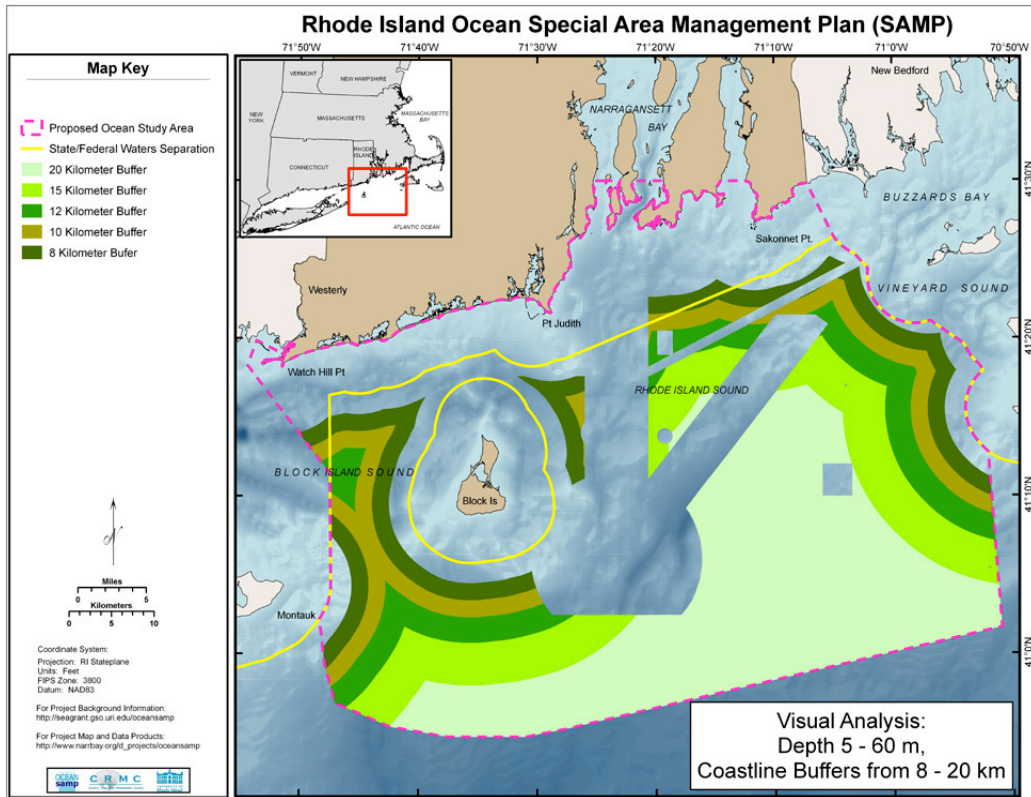 Rhode Island Ocean Special Area Management Plan (SAMP)
Map Key
Proposed Ocean Study Area
State/Federal Waters Separation
20 Kilometer Buffer
15 Kilometer Buffer
12 Kilometer Buffer
10 Kilometer Buffer
8 Kilometer Bufer
N
Miles
0 5
Kilometers
0 5 10
Coordinate System:
Projection: RI Stateplane
Units: Feet
FIPS Zone: 3800
Datum: NAD83
For Project Background Information:
http://seagrant.gso.uri.edu/oceansamp
For Project Map and Data Products:
http://www.narrbay.org/d_projects/oceansamp
OCEAN
samp
CRMC
71°50'W 71°40'W 71°30'W 71°20'W 71°10'W 71°0'W 70°50'W
VERMONT
NEW HAMPSHIRE
NEW
YORK
MASSACHUSETTS
MASSACHUSETTS
BAY
CONNECTICUT
RHODE
ISLAND
ATLANTIC OCEAN
New Bedford
NARRAGANSETT
BAY
41°30'N
BUZZARDS BAY
Sakonnet Pt.
Westerly
VINEYARD SOUND
Pt Judith
41°20'N
Watch Hill Pt
RHODE ISLAND SOUND
BLOCK ISLAND SOUND
Block Is
41°10'N
Montauk
41°0'N
Visual Analysis:
Depth 5 - 60 m,
Coastline Buffers from 8 - 20 km